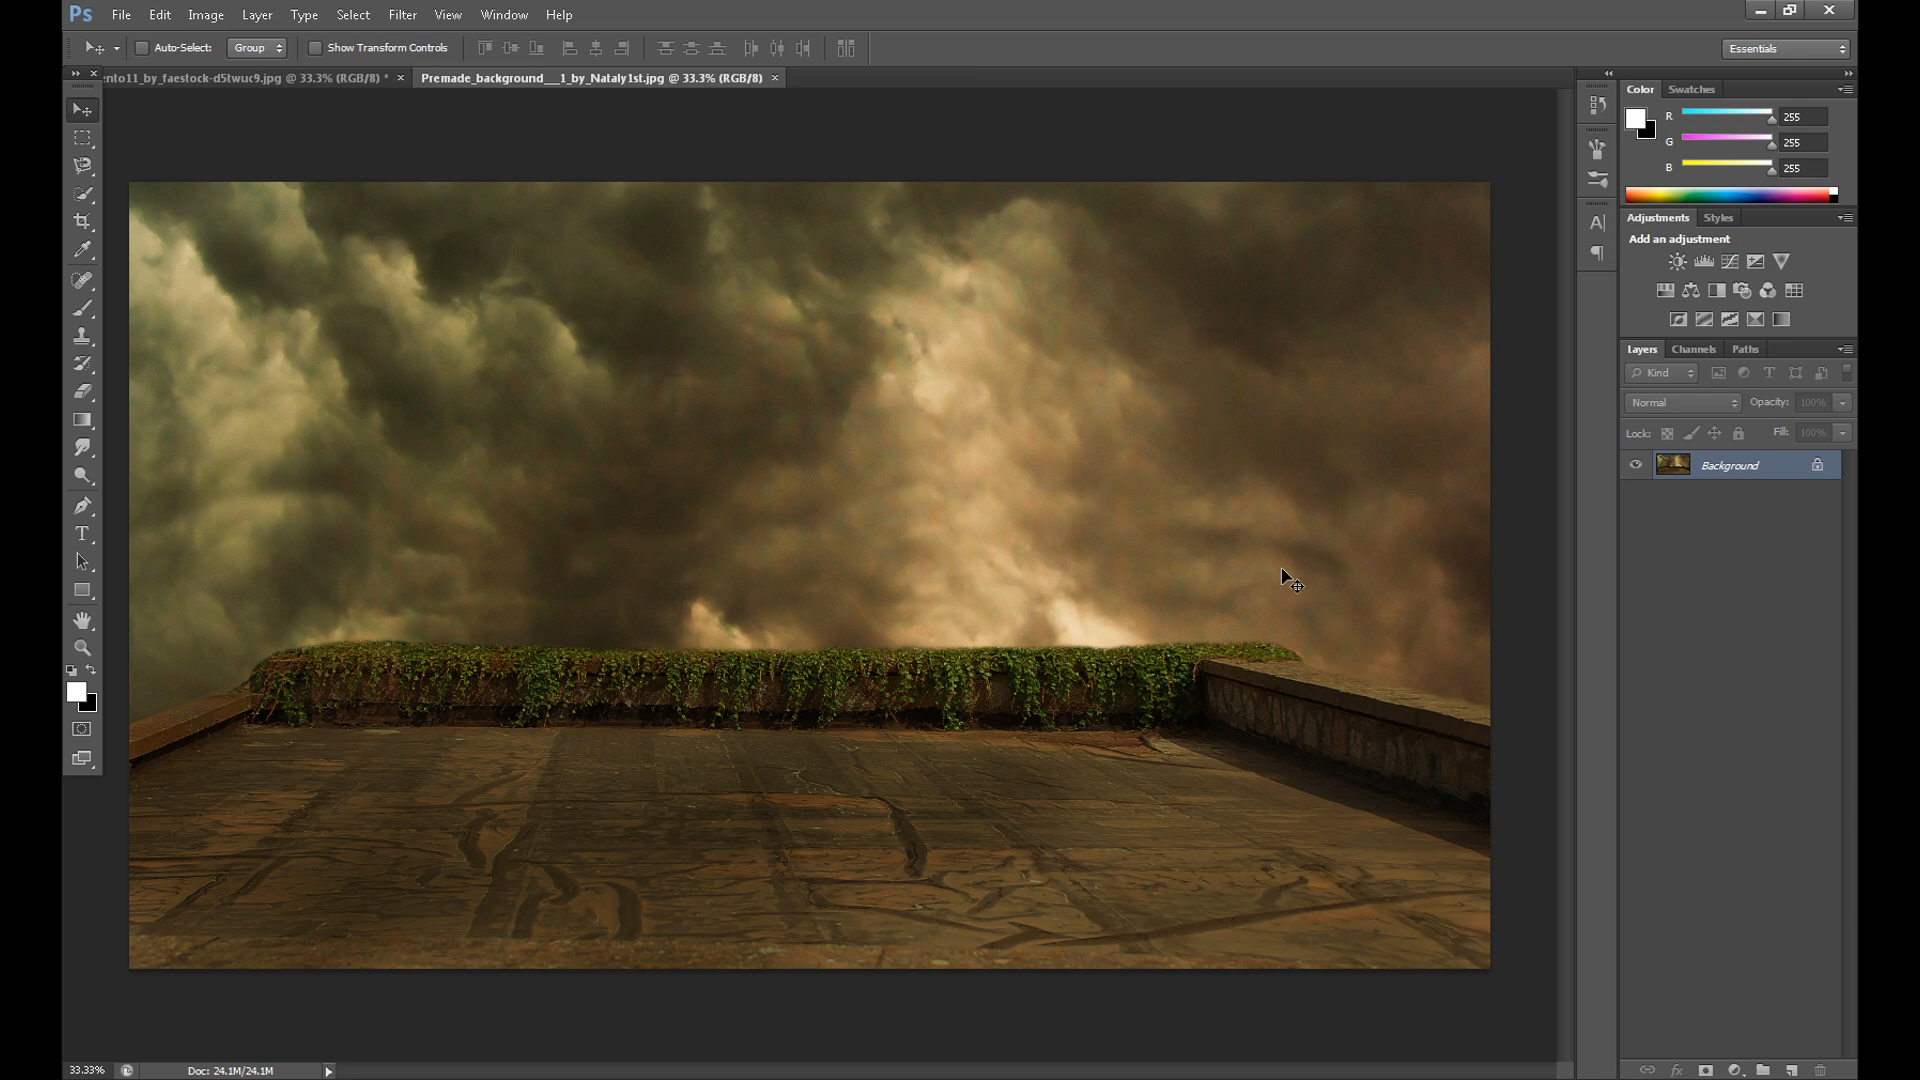 Ps File Edit Image Layer Type Select Filter View Window Help
Auto-Select: Group Show Transform Controls Essentials
ento11_by_faestock-d5twuc9.jpg @ 33.3% (RGB/8) * × Premade_background___1_by_Nataly1st.jpg @ 33.3% (RGB/8) ×
Color Swatches
R 255
G 255
B 255
Adjustments Styles
Add an adjustment
Layers Channels Paths
Kind
Normal Opacity: 100%
Lock: Fill: 100%
Background
33.33% Doc: 24.1M/24.1M